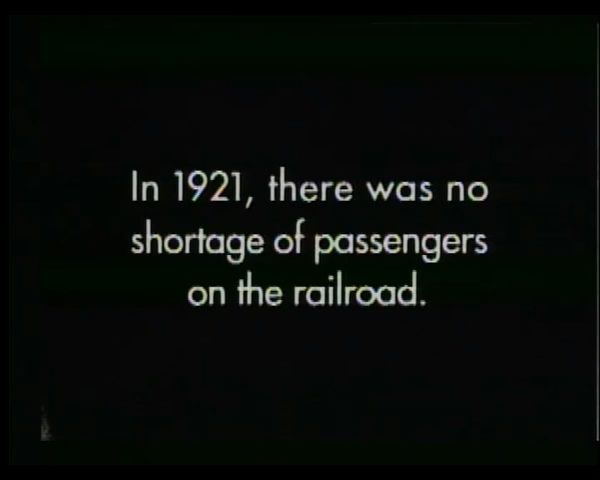 In 1921, there was no
shortage of passengers
on the railroad.